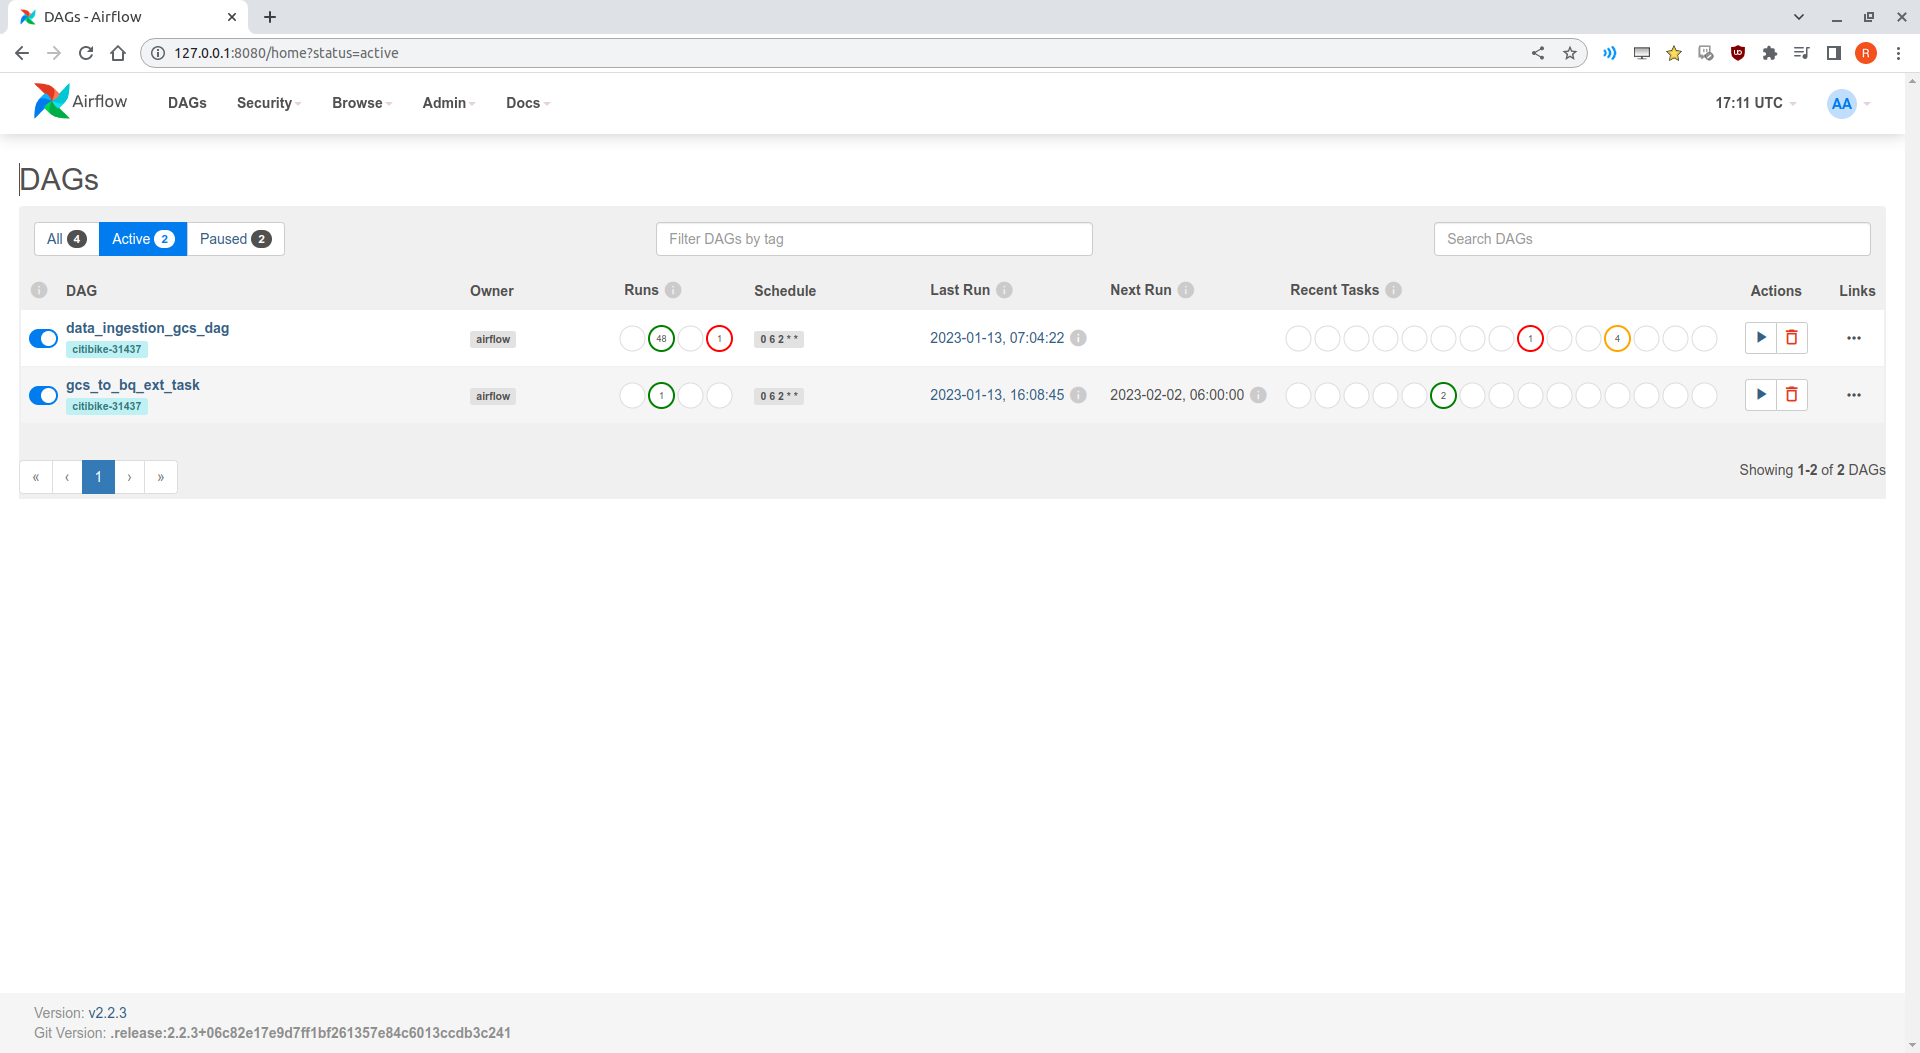 DAGs - Airflow
127.0.0.1:8080/home?status=active
R
Airflow DAGs Security Browse Admin Docs 17:11 UTC AA
DAGs
All 4 Active 2 Paused 2 Filter DAGs by tag Search DAGs
DAG Owner Runs Schedule Last Run Next Run Recent Tasks Actions Links
data_ingestion_gcs_dag
citibike-31437
airflow 48 1 0 6 2 * * 2023-01-13, 07:04:22 1 4
gcs_to_bq_ext_task
citibike-31437
airflow 1 0 6 2 * * 2023-01-13, 16:08:45 2023-02-02, 06:00:00 2
« ‹ 1 › » Showing 1-2 of 2 DAGs
Version: v2.2.3
Git Version: .release:2.2.3+06c82e17e9d7ff1bf261357e84c6013ccdb3c241